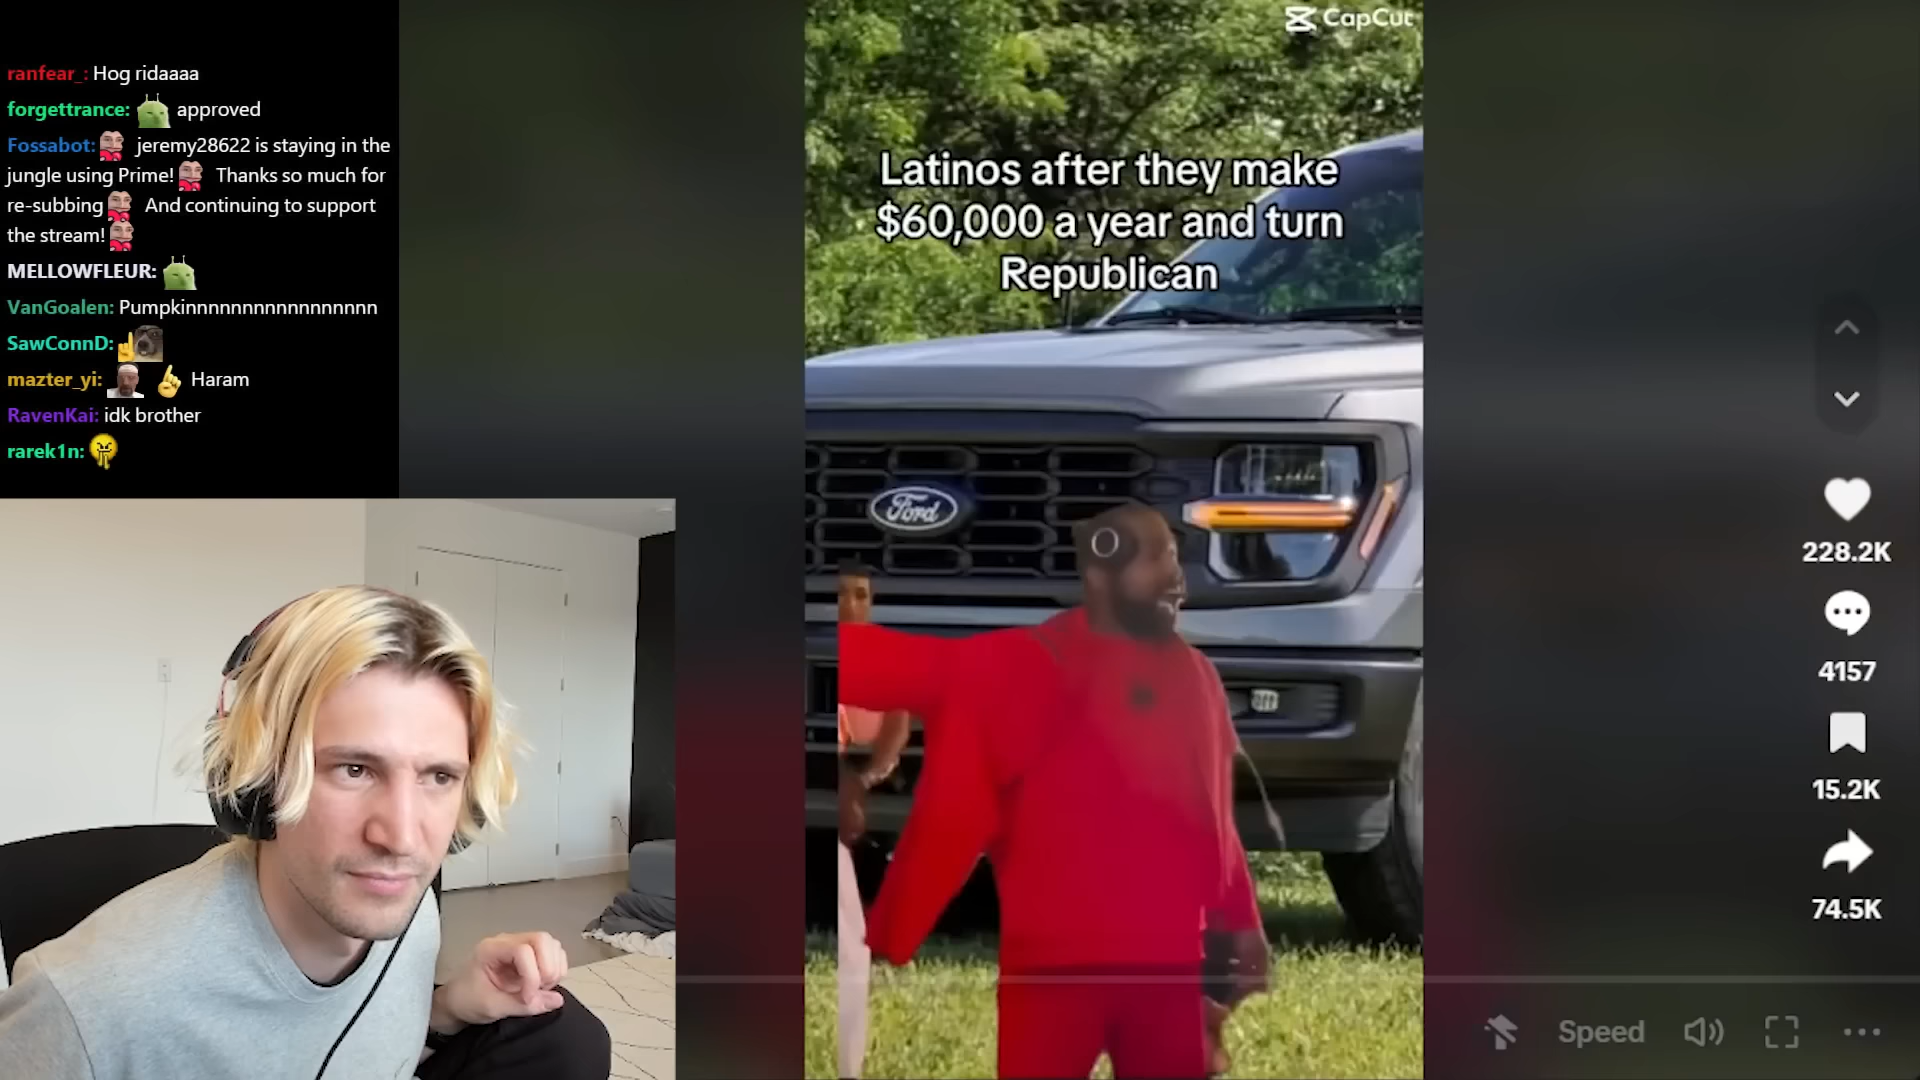 ranfear_: Hog ridaaaa
forgettrance: approved
Fossabot: jeremy28622 is staying in the
jungle using Prime! Thanks so much for
re-subbing And continuing to support
the stream!
MELLOWFLEUR:
VanGoalen: Pumpkinnnnnnnnnnnnnnnnn
SawConnD:
mazter_yi: Haram
RavenKai: idk brother
rarek1n:
CapCut
Latinos after they make
$60,000 a year and turn
Republican
Ford
228.2K
4157
15.2K
74.5K
Speed